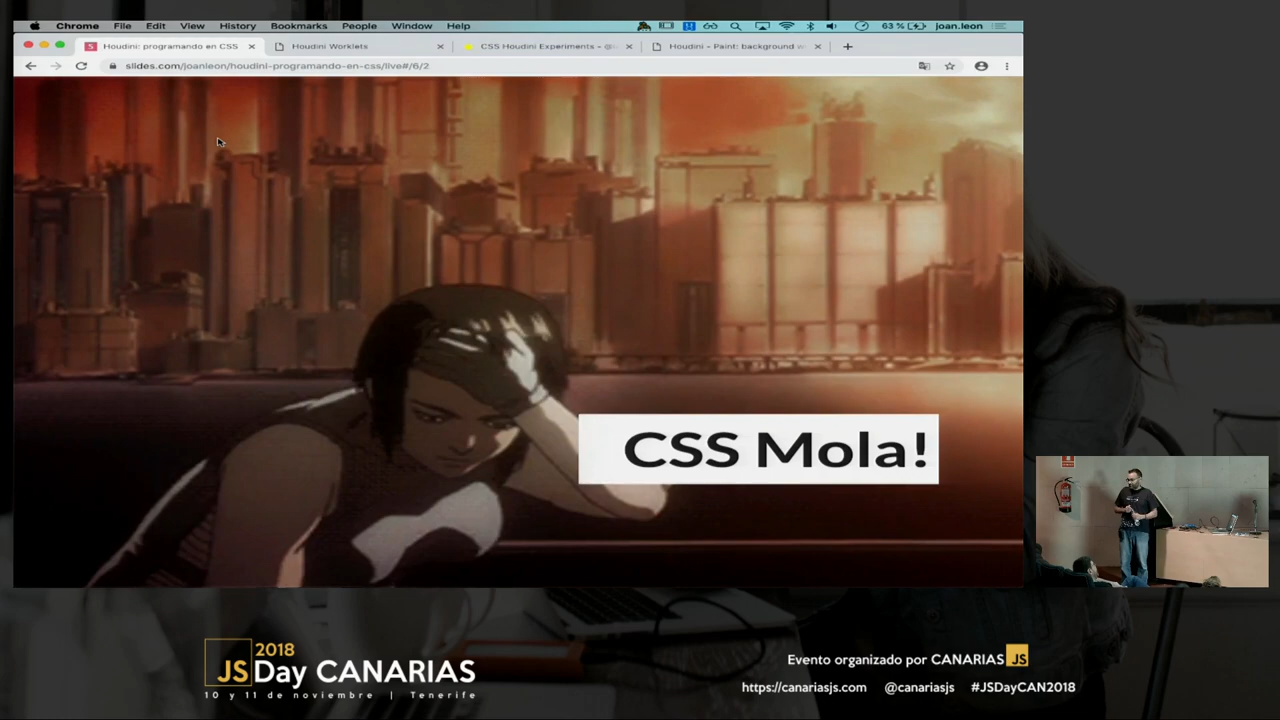 Chrome File Edit View History Bookmarks People Window Help 63 % joan.leon
Houdini: programando en CSS
Houdini Worklets
CSS Houdini Experiments - @
Houdini - Paint: background
slides.com/joanleon/houdini-programando-en-css/live#/6/2
CSS Mola!
2018
JSDay CANARIAS
10 y 11 de noviembre | Tenerife
Evento organizado por CANARIAS JS
https://canariasjs.com @canariasjs #JSDayCAN2018